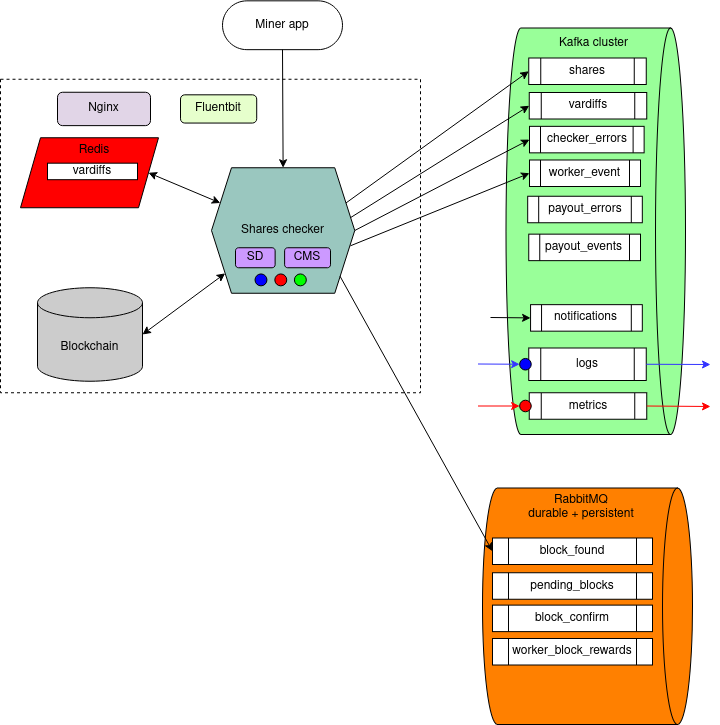 Miner app
Nginx
Fluentbit
Redis
vardiffs
Shares checker
SD
CMS
Blockchain
Kafka cluster
shares
vardiffs
checker_errors
worker_event
payout_errors
payout_events
notifications
logs
metrics
RabbitMQ
durable + persistent
block_found
pending_blocks
block_confirm
worker_block_rewards